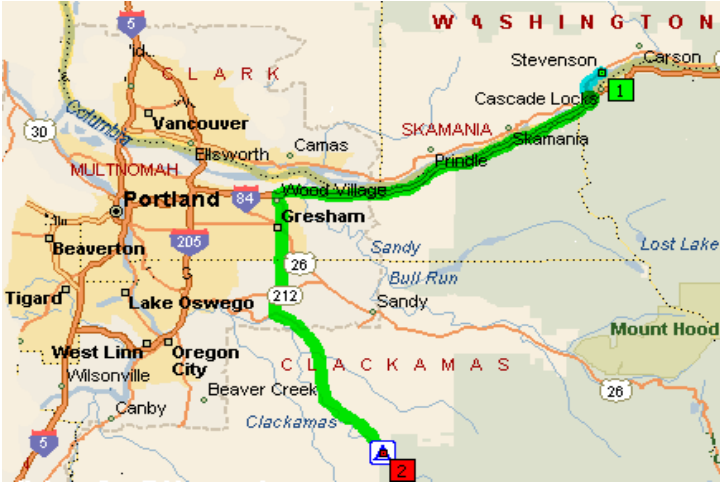 5
WASHINGTON
Stevenson
Carson
CLARK
1
Cascade Locks
Vancouver
30
Columbia
SKAMANIA
Skamania
Camas
Ellsworth
Prindle
MULTNOMAH
Wood Village
84
Portland
Gresham
205
Beaverton
Sandy
Lost Lake
26
Bull Run
Tigard
Lake Oswego
212
Sandy
Mount Hood
West Linn
Oregon
City
CLACKAMAS
Wilsonville
Beaver Creek
26
Canby
Clackamas
5
2